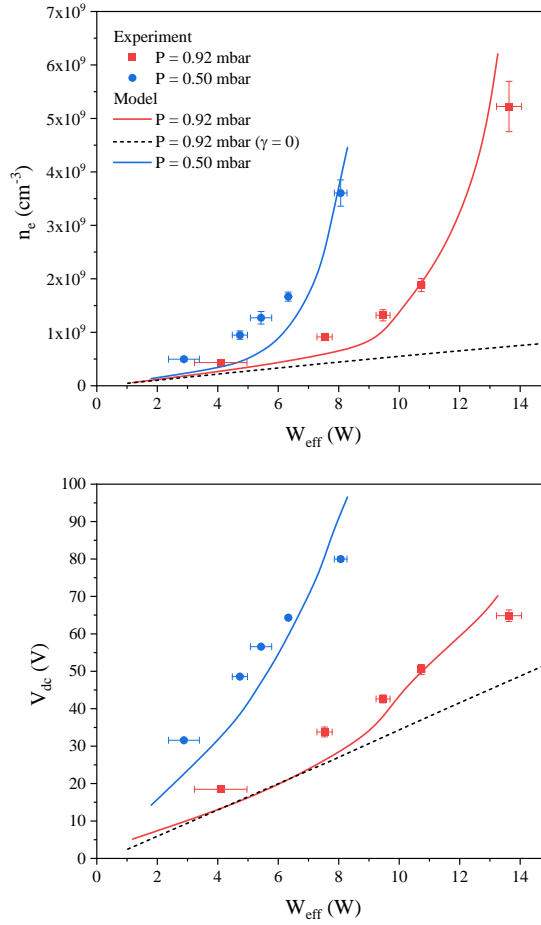 7x10⁹
6x10⁹
5x10⁹
4x10⁹
3x10⁹
2x10⁹
1x10⁹
0
nₑ (cm⁻³)
Experiment
P = 0.92 mbar
P = 0.50 mbar
Model
P = 0.92 mbar
P = 0.92 mbar (γ = 0)
P = 0.50 mbar
0 2 4 6 8 10 12 14
W_eff (W)
100
90
80
70
60
50
40
30
20
10
0
V_dc (V)
0 2 4 6 8 10 12 14
W_eff (W)